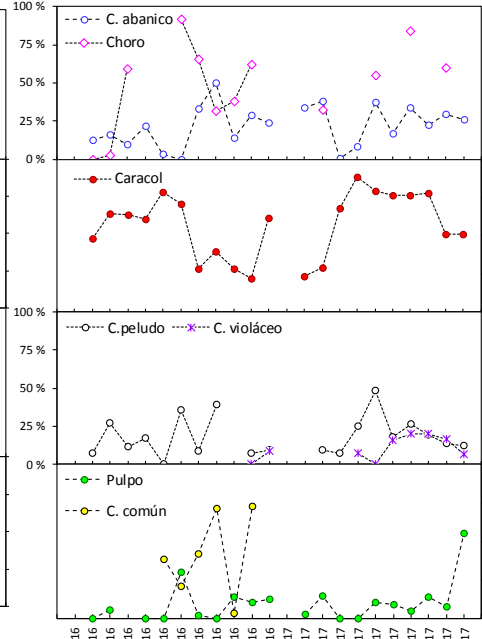 100 %
75 %
50 %
25 %
0 %
C. abanico
Choro
Caracol
100 %
75 %
50 %
25 %
0 %
C.peludo C. violáceo
Pulpo
C. común
16 16 16 16 16 16 16 16 16 16 16 16 17 17 17 17 17 17 17 17 17 17 17